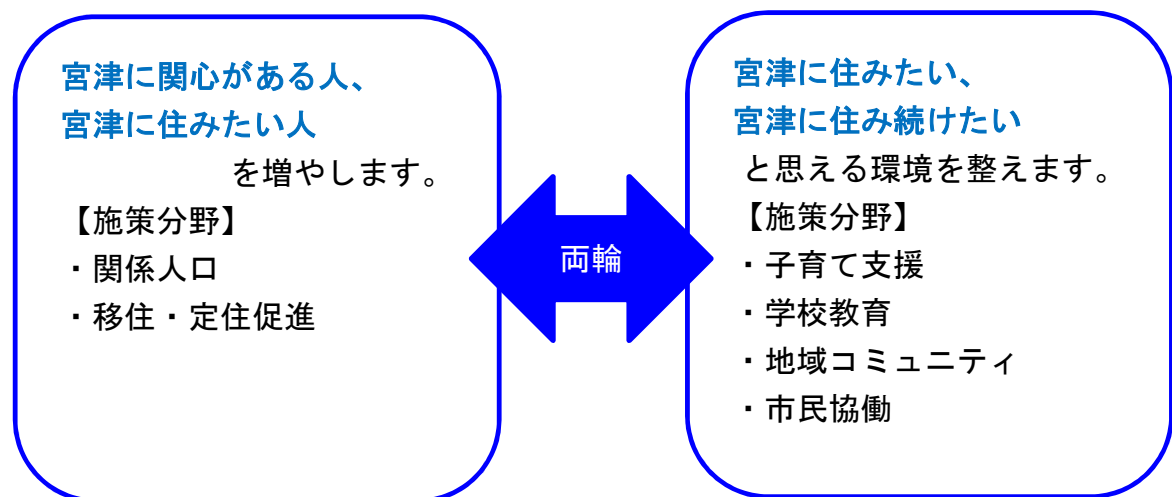 宮津に関心がある人、
宮津に住みたい人
を増やします。
【施策分野】
・関係人口
・移住・定住促進
両輪
宮津に住みたい、
宮津に住み続けたい
と思える環境を整えます。
【施策分野】
・子育て支援
・学校教育
・地域コミュニティ
・市民協働